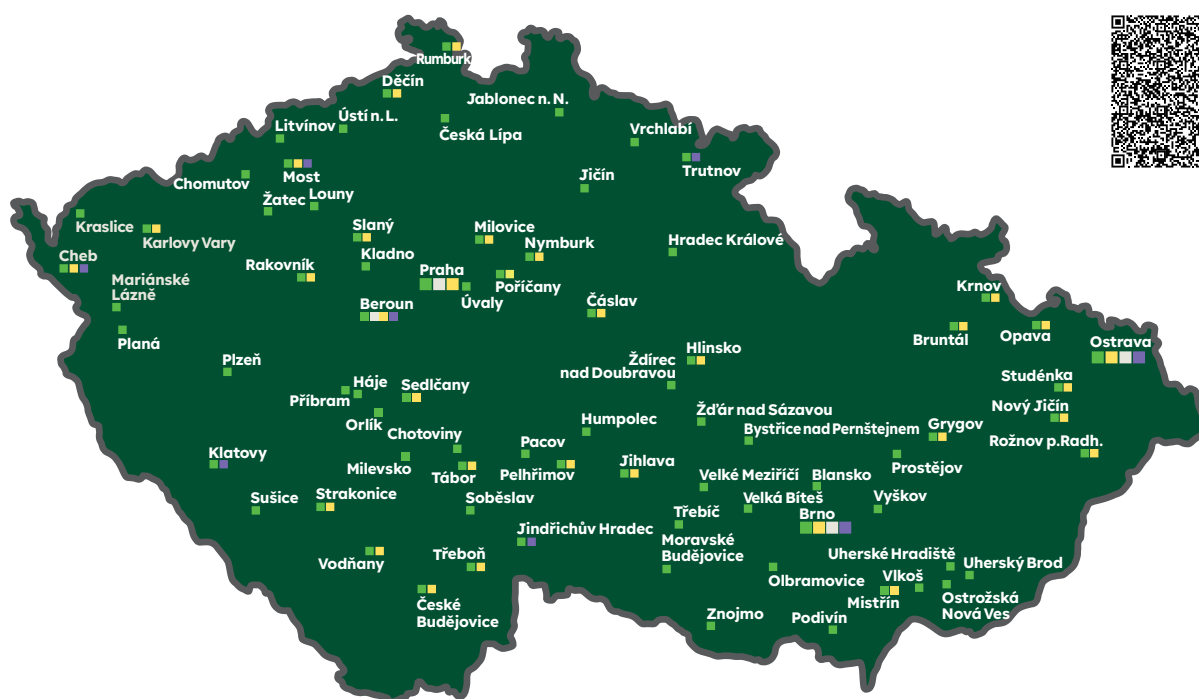 Rumburk
Děčín
Jablonec n. N.
Ústí n. L.
Litvínov
Česká Lípa
Vrchlabí
Most
Trutnov
Chomutov
Jičín
Žatec
Louny
Kraslice
Slaný
Milovice
Karlovy Vary
Nymburk
Hradec Králové
Cheb
Kladno
Rakovník
Praha
Poříčany
Mariánské
Lázně
Úvaly
Krnov
Beroun
Čáslav
Planá
Bruntál
Opava
Ostrava
Hlinsko
Plzeň
Ždírec
nad Doubravou
Studénka
Háje
Sedlčany
Příbram
Nový Jičín
Orlík
Humpolec
Žďár nad Sázavou
Grygov
Chotoviny
Bystřice nad Pernštejnem
Rožnov p.Radh.
Klatovy
Pacov
Milevsko
Jihlava
Prostějov
Tábor
Pelhřimov
Velké Meziříčí
Blansko
Sušice
Strakonice
Soběslav
Velká Bíteš
Vyškov
Třebíč
Brno
Jindřichův Hradec
Moravské
Budějovice
Vodňany
Třeboň
Uherské Hradiště
Uherský Brod
Olbramovice
Vlkoš
České
Budějovice
Mistřín
Ostrožská
Nová Ves
Znojmo
Podivín